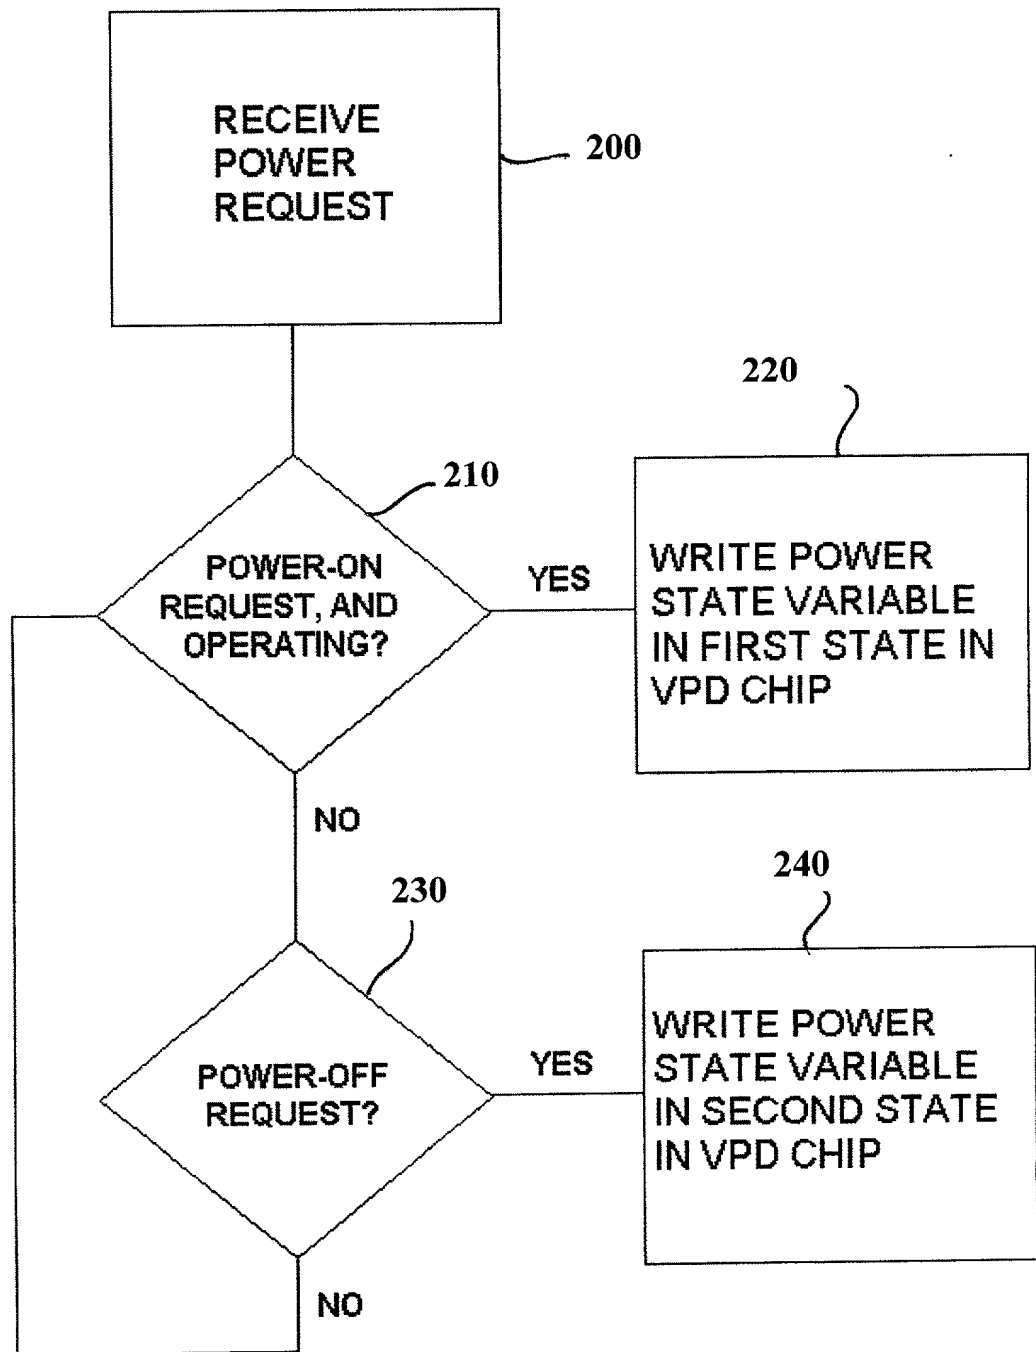 RECEIVE
POWER
REQUEST
200
210
POWER-ON
REQUEST, AND
OPERATING?
YES
220
WRITE POWER
STATE VARIABLE
IN FIRST STATE IN
VPD CHIP
NO
230
POWER-OFF
REQUEST?
YES
240
WRITE POWER
STATE VARIABLE
IN SECOND STATE
IN VPD CHIP
NO